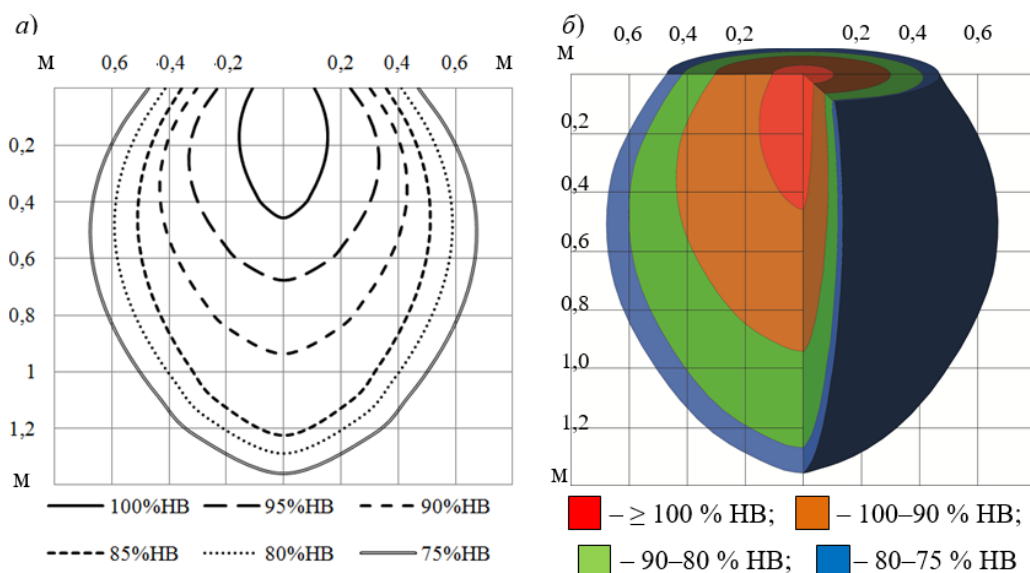 а)
М 0,6 0,4 0,2 0,2 0,4 0,6 М
0,2
0,4
0,6
0,8
1
1,2
М
100%НВ 95%НВ 90%НВ
85%НВ 80%НВ 75%НВ
б)
0,6 0,4 0,2 0,2 0,4 0,6
М
0,2
0,4
0,6
0,8
1,0
1,2
М
– ≥ 100 % НВ; – 100–90 % НВ;
– 90–80 % НВ; – 80–75 % НВ